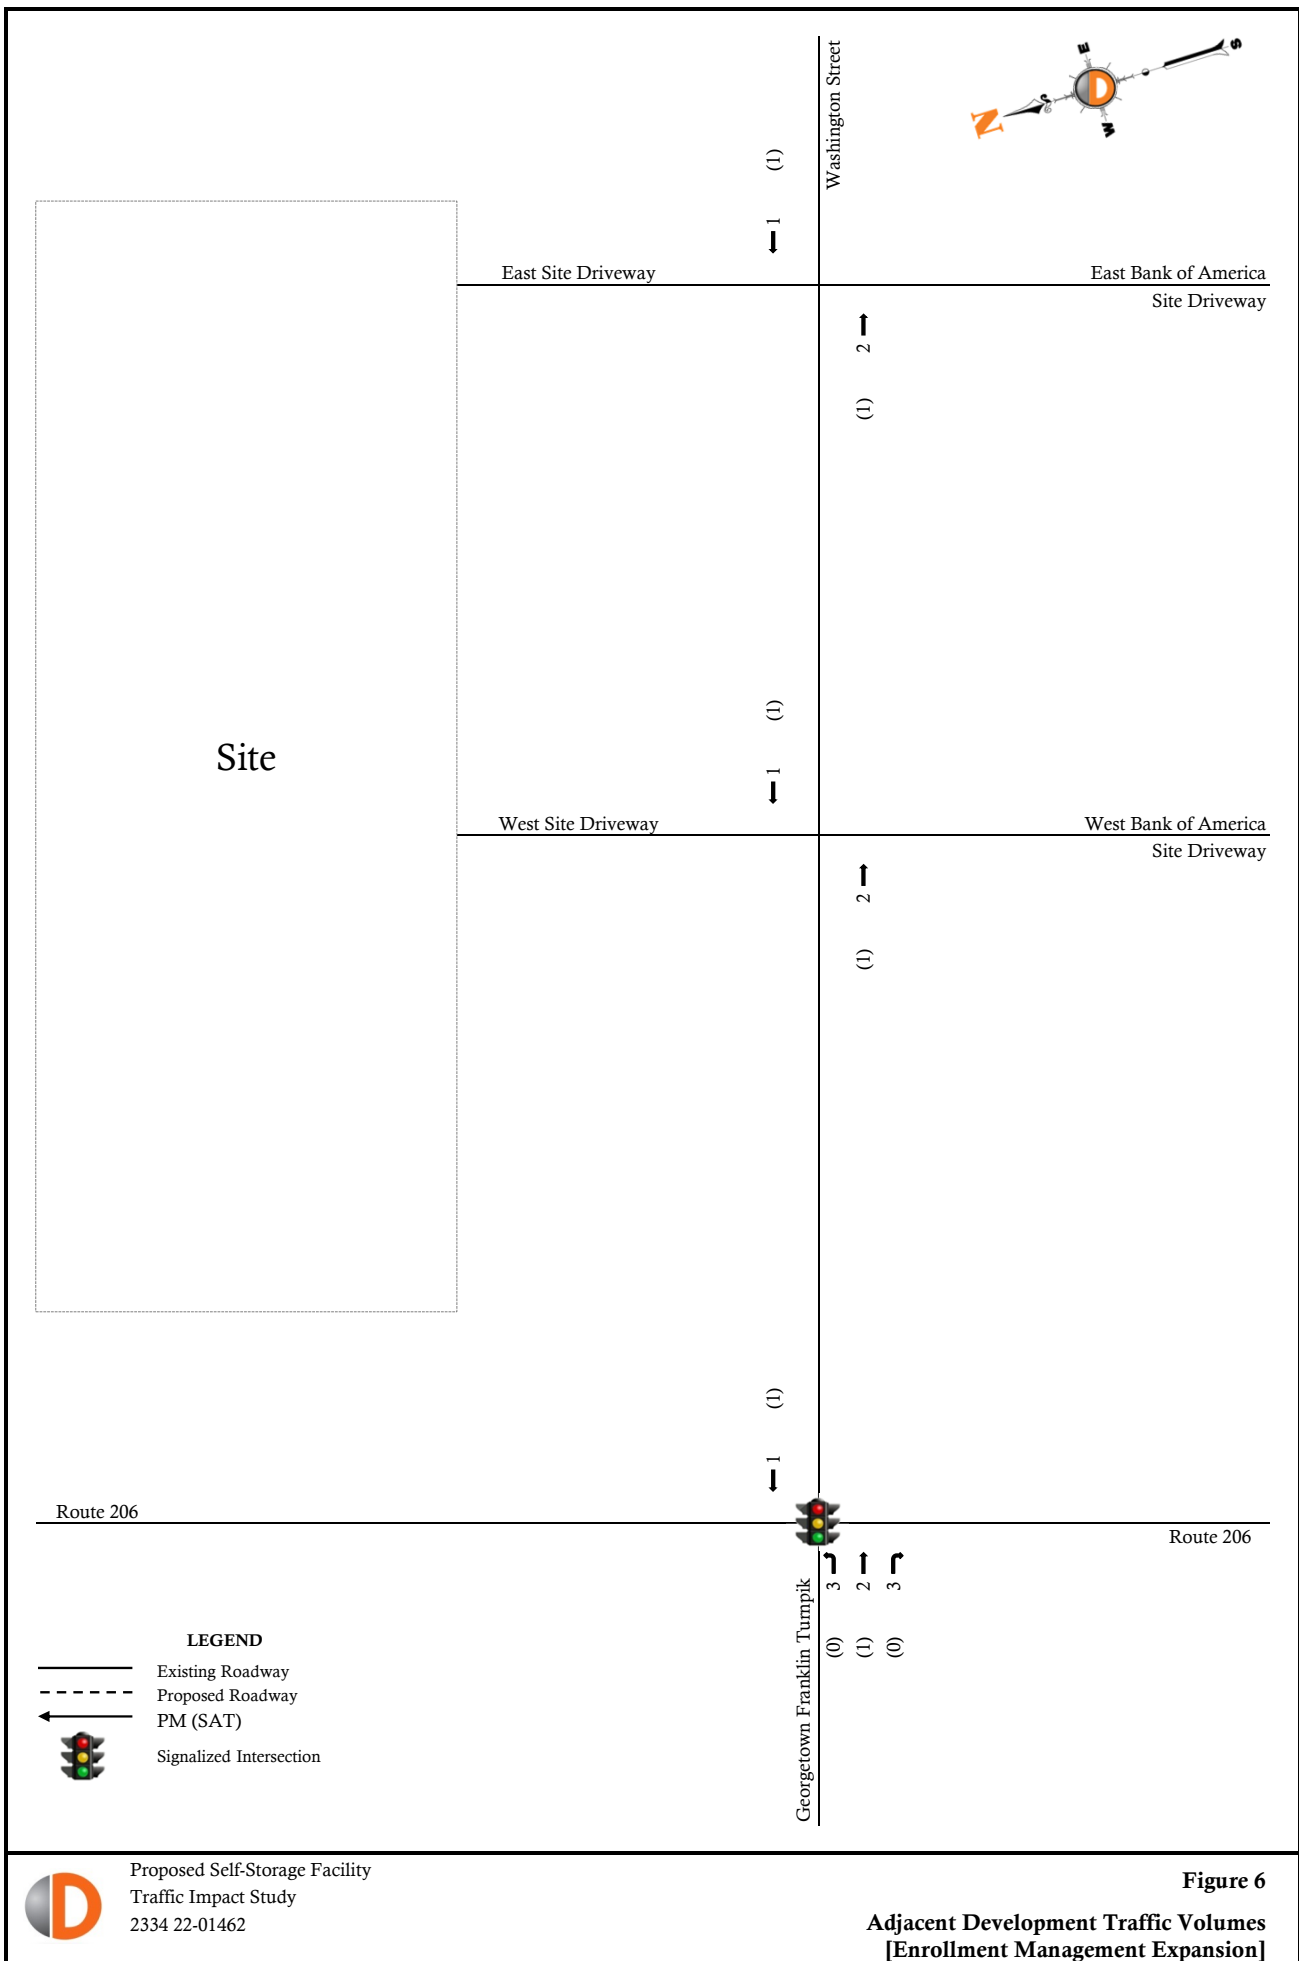 Washington Street
E
S
N
W
D
(1)
1
East Site Driveway
East Bank of America
Site Driveway
2
(1)
(1)
Site
1
West Site Driveway
West Bank of America
Site Driveway
2
(1)
(1)
1
Route 206
Route 206
3 2 3
(0) (1) (0)
Georgetown Franklin Turnpik
LEGEND
Existing Roadway
Proposed Roadway
PM (SAT)
Signalized Intersection
D
Proposed Self-Storage Facility
Traffic Impact Study
2334 22-01462
Figure 6
Adjacent Development Traffic Volumes
[Enrollment Management Expansion]